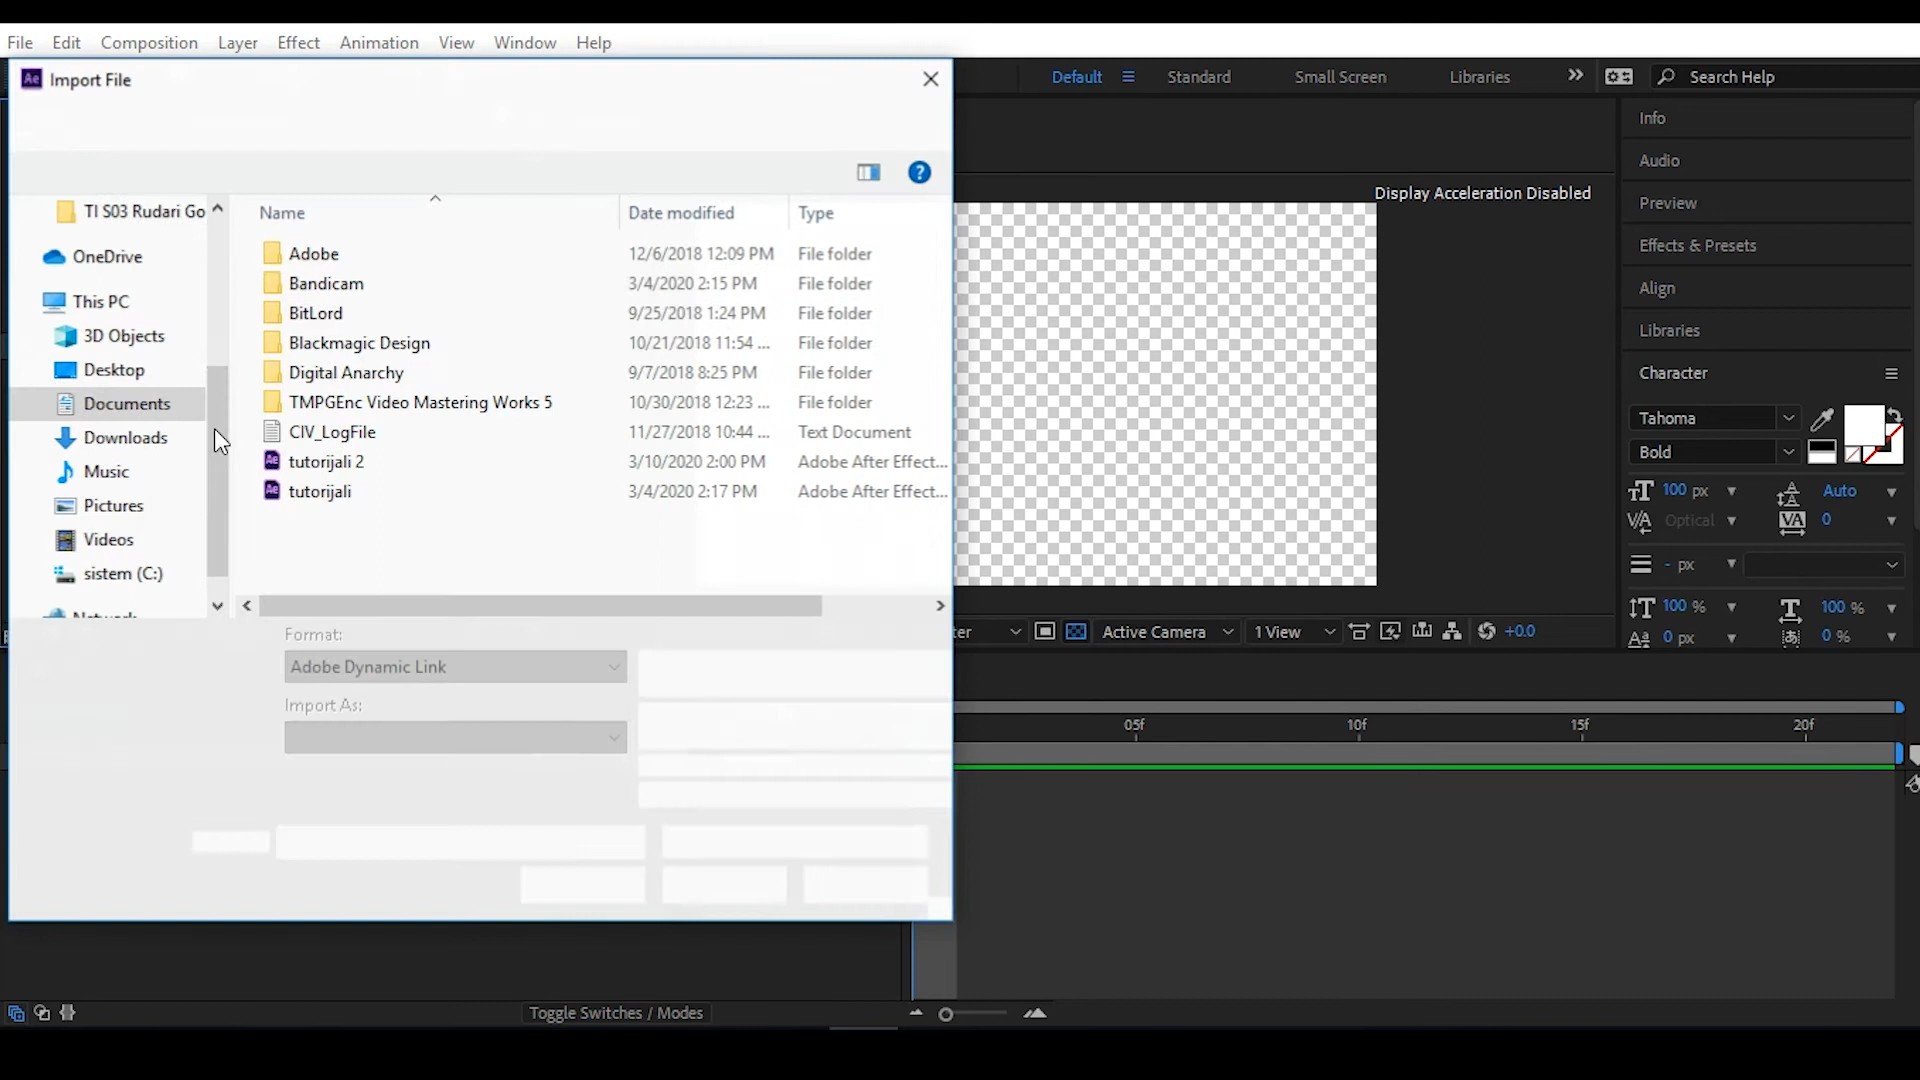 File Edit Composition Layer Effect Animation View Window Help
Ae Import File
Default Standard Small Screen Libraries Search Help
Display Acceleration Disabled
TI S03 Rudari Go
OneDrive
This PC
3D Objects
Desktop
Documents
Downloads
Music
Pictures
Videos
sistem (C:)
Network
Name Date modified Type
Adobe 12/6/2018 12:09 PM File folder
Bandicam 3/4/2020 2:15 PM File folder
BitLord 9/25/2018 1:24 PM File folder
Blackmagic Design 10/21/2018 11:54 ... File folder
Digital Anarchy 9/7/2018 8:25 PM File folder
TMPGEnc Video Mastering Works 5 10/30/2018 12:23 ... File folder
CIV_LogFile 11/27/2018 10:44 ... Text Document
tutorijali 2 3/10/2020 2:00 PM Adobe After Effect...
tutorijali 3/4/2020 2:17 PM Adobe After Effect...
Format:
Adobe Dynamic Link
Import As:
Info
Audio
Preview
Effects & Presets
Align
Libraries
Character
Tahoma
Bold
100 px Auto
Optical 0
- px
100 % 100 %
0 px 0 %
ter Active Camera 1 View +0.0
05f 10f 15f 20f
Toggle Switches / Modes